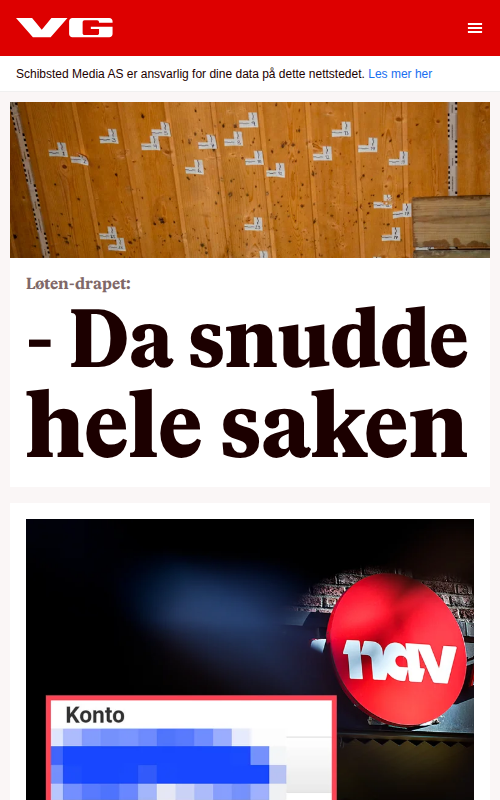 VG
Schibsted Media AS er ansvarlig for dine data på dette nettstedet. Les mer her
Løten-drapet:
- Da snudde
hele saken
nav
Konto